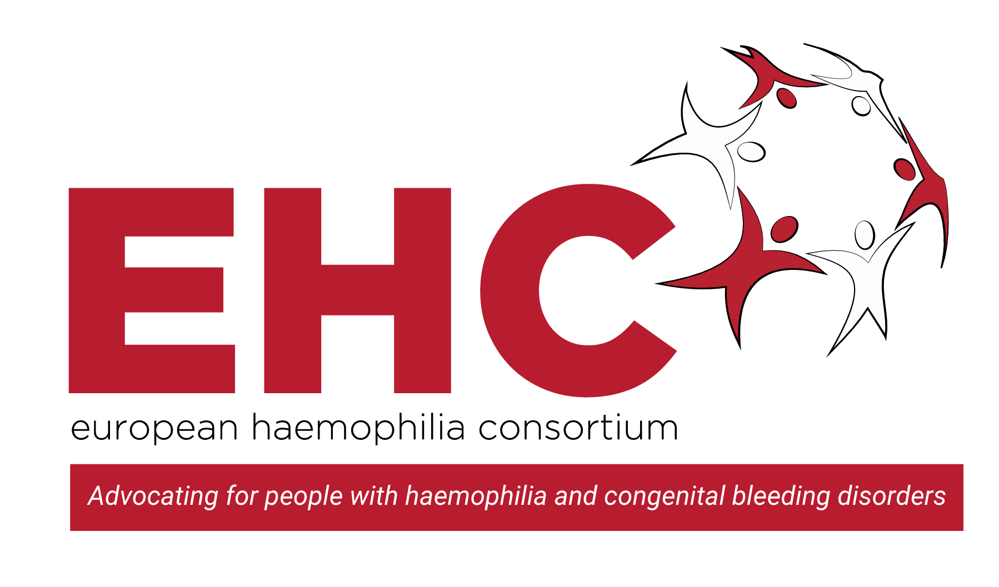 EHC
european haemophilia consortium
Advocating for people with haemophilia and congenital bleeding disorders